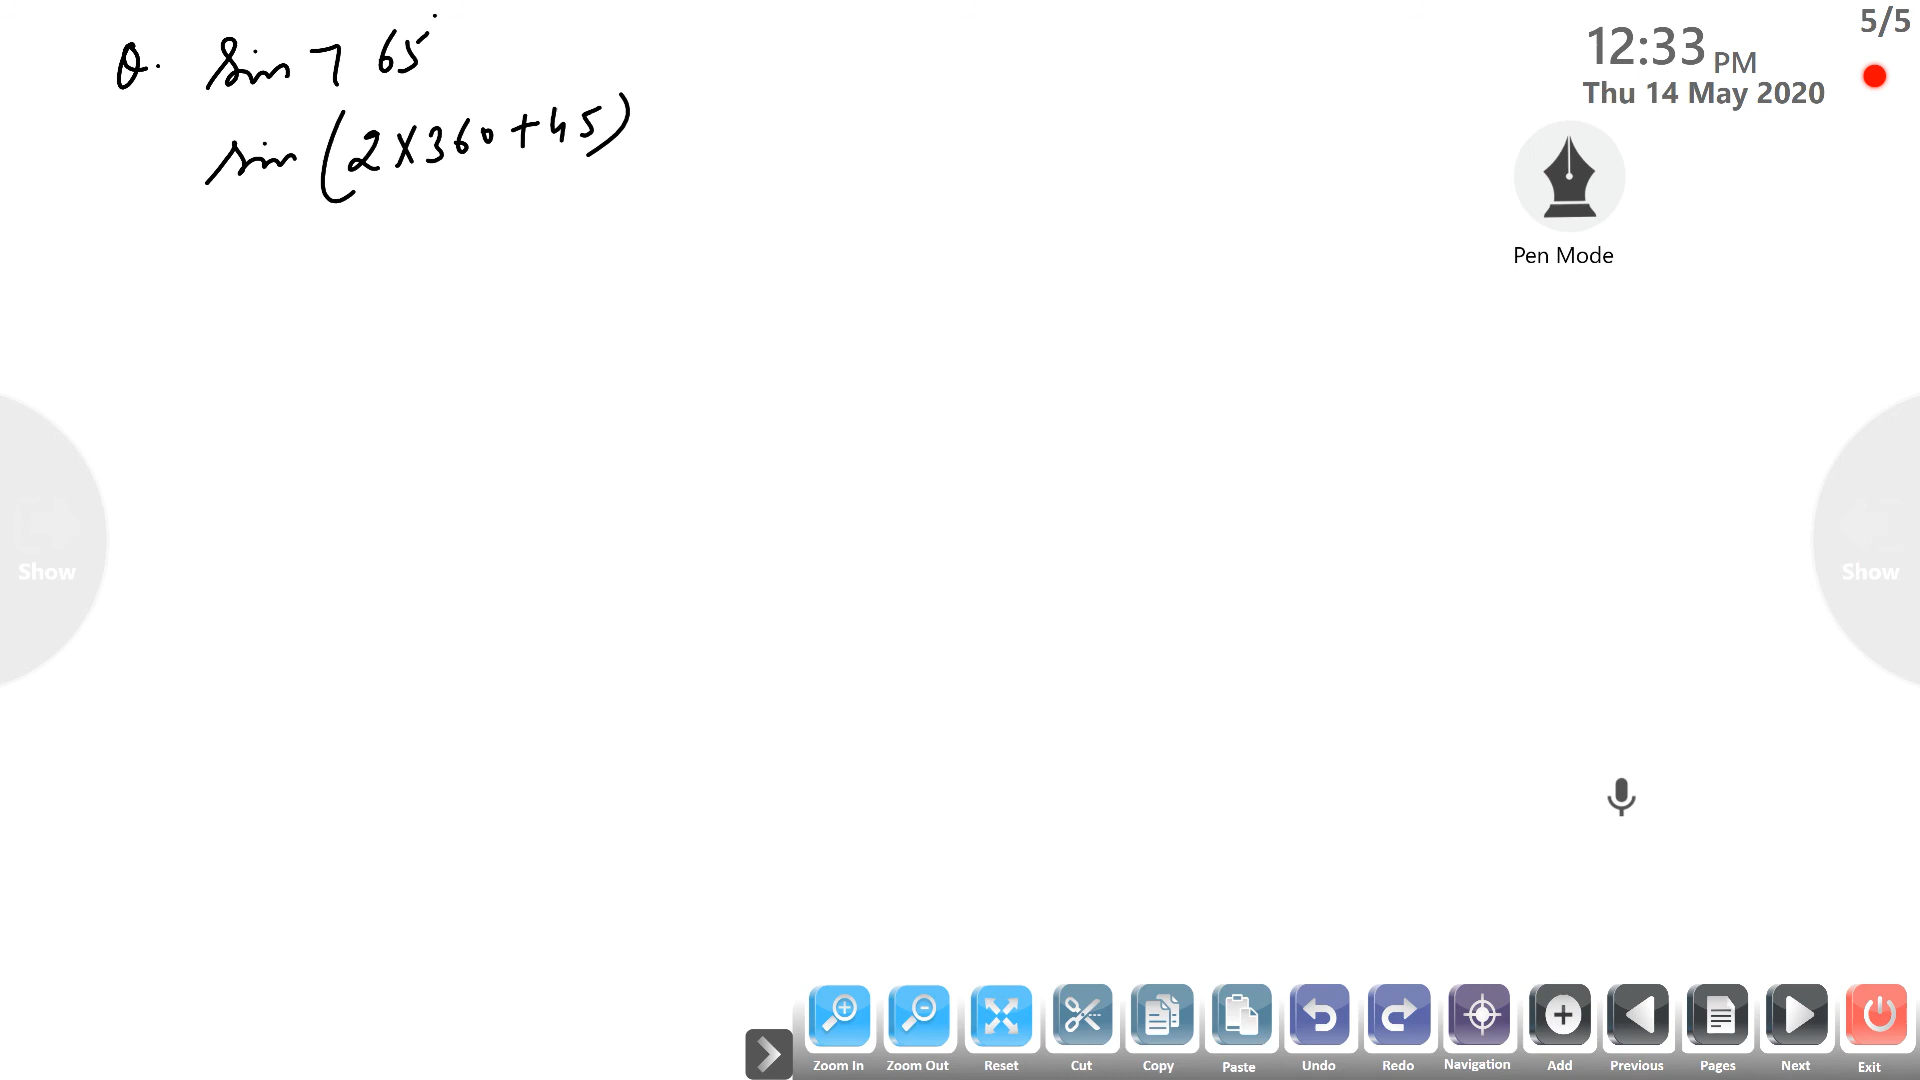 5/5
12:33 PM
Thu 14 May 2020
Q. sin 765°
sin (2×360+45)
Pen Mode
Show
Show
Zoom In Zoom Out Reset Cut Copy Paste Undo Redo Navigation Add Previous Pages Next Exit